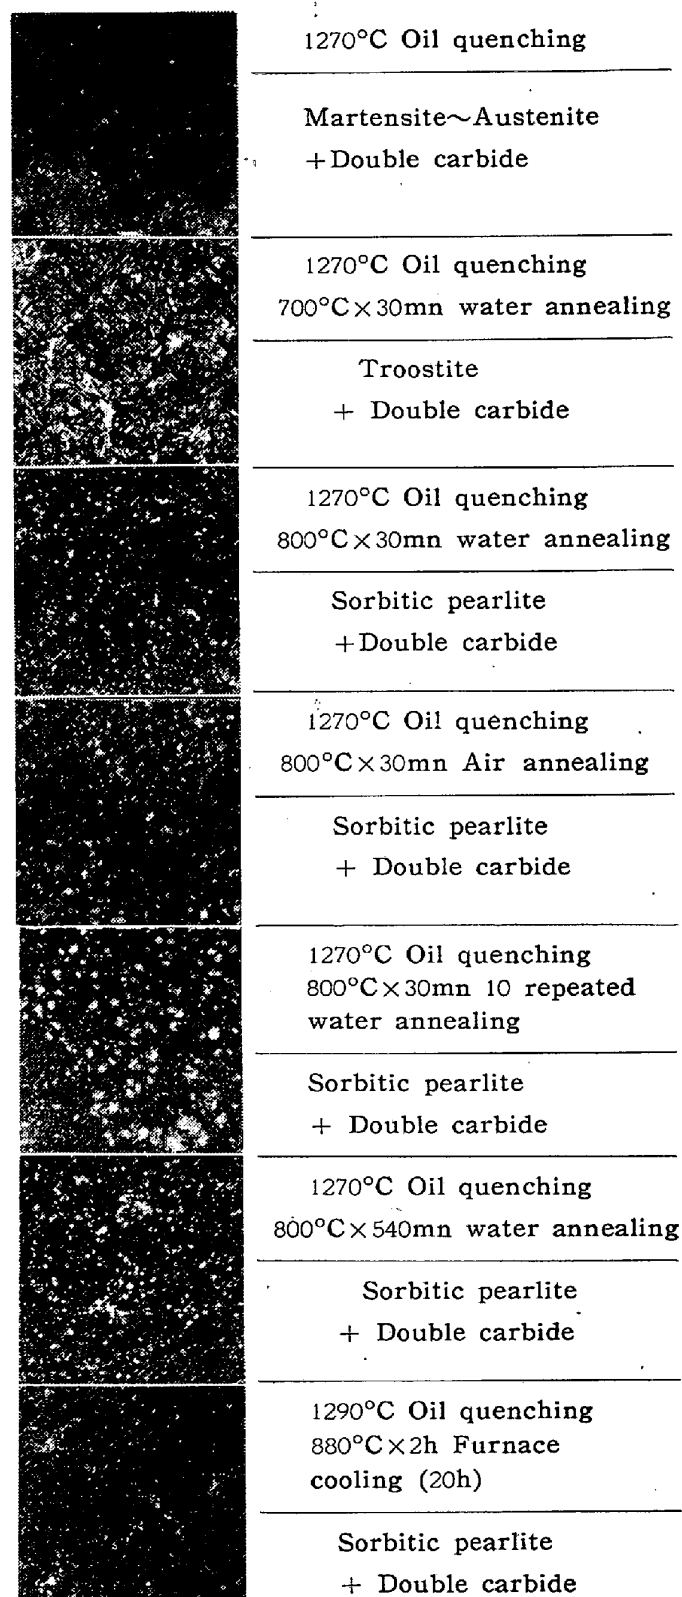 1270°C Oil quenching
Martensite~Austenite
+Double carbide
1270°C Oil quenching
700°C×30mn water annealing
Troostite
+ Double carbide
1270°C Oil quenching
800°C×30mn water annealing
Sorbitic pearlite
+Double carbide
1270°C Oil quenching
800°C×30mn Air annealing
Sorbitic pearlite
+ Double carbide
1270°C Oil quenching
800°C×30mn 10 repeated
water annealing
Sorbitic pearlite
+ Double carbide
1270°C Oil quenching
800°C×540mn water annealing
Sorbitic pearlite
+ Double carbide
1290°C Oil quenching
880°C×2h Furnace
cooling (20h)
Sorbitic pearlite
+ Double carbide